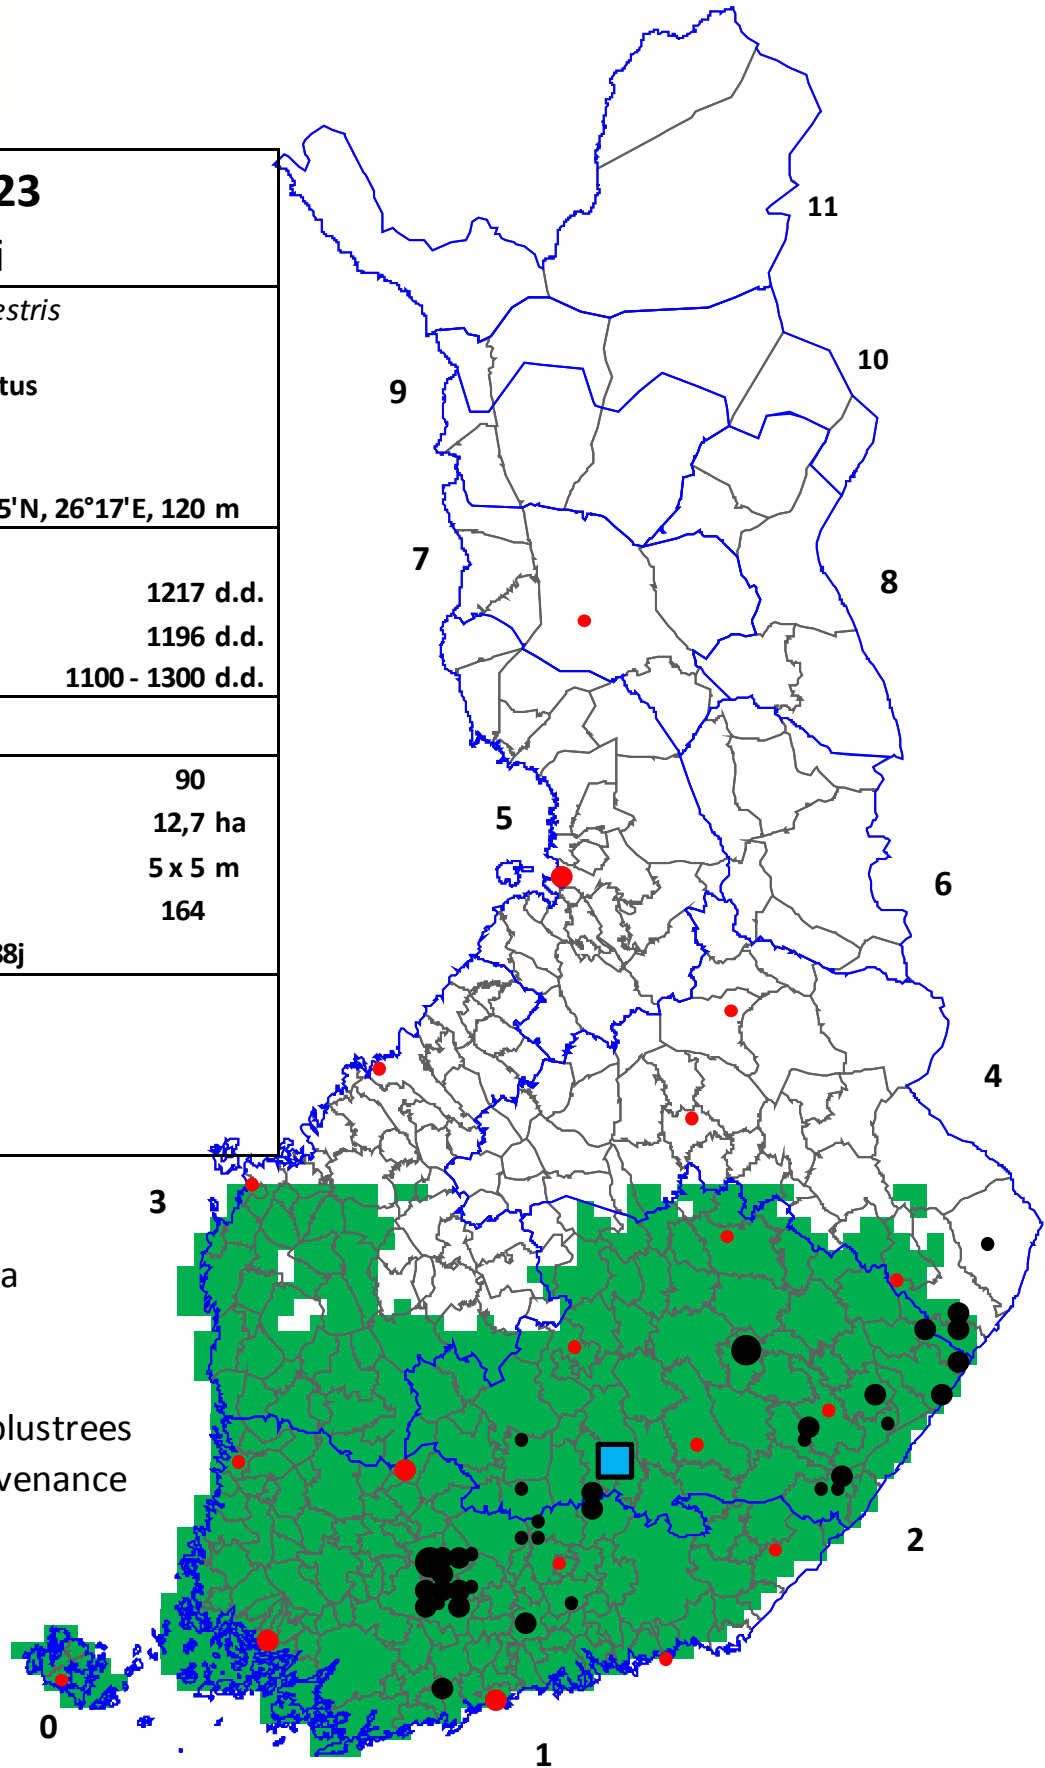 23
i
estris
tus
5'N, 26°17'E, 120 m
1217 d.d.
1196 d.d.
1100 - 1300 d.d.
90
12,7 ha
5 x 5 m
164
38j
a
plustrees
venance
11
10
9
7
8
5
6
4
3
2
0
1